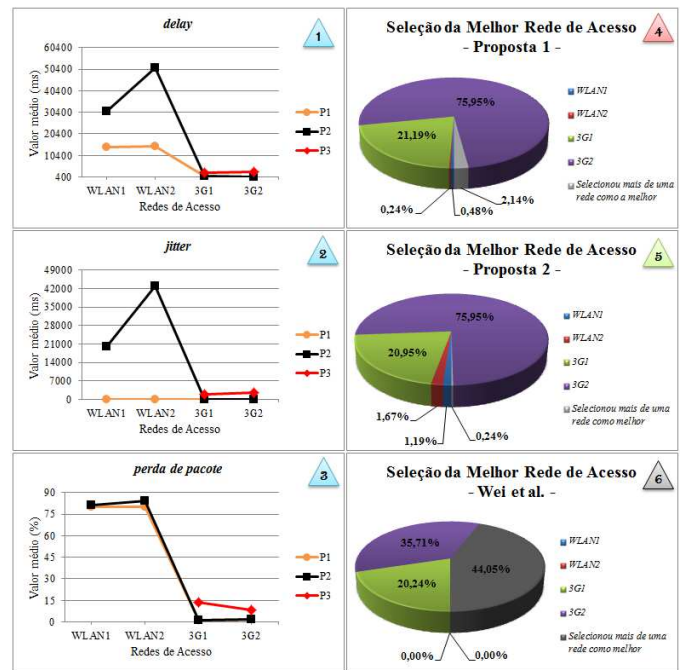 delay
1
Valor médio (ms)
60400
50400
40400
30400
20400
10400
400
WLAN1 WLAN2 3G1 3G2
Redes de Acesso
P1
P2
P3
Seleção da Melhor Rede de Acesso
- Proposta 1 -
4
75,95%
21,19%
0,24%
0,48%
2,14%
WLAN1
WLAN2
3G1
3G2
Selecionou mais de uma
rede como a melhor
jitter
2
Valor médio (ms)
49000
42000
35000
28000
21000
14000
7000
0
WLAN1 WLAN2 3G1 3G2
Redes de Acesso
P1
P2
P3
Seleção da Melhor Rede de Acesso
- Proposta 2 -
5
75,95%
20,95%
1,67%
1,19%
0,24%
WLAN1
WLAN2
3G1
3G2
Selecionou mais de uma
rede como melhor
perda de pacote
3
Valor médio (%)
90
75
60
45
30
15
0
WLAN1 WLAN2 3G1 3G2
Redes de Acesso
P1
P2
P3
Seleção da Melhor Rede de Acesso
- Wei et al. -
6
35,71%
44,05%
20,24%
0,00%
0,00%
WLAN1
WLAN2
3G1
3G2
Selecionou mais de uma
rede como melhor